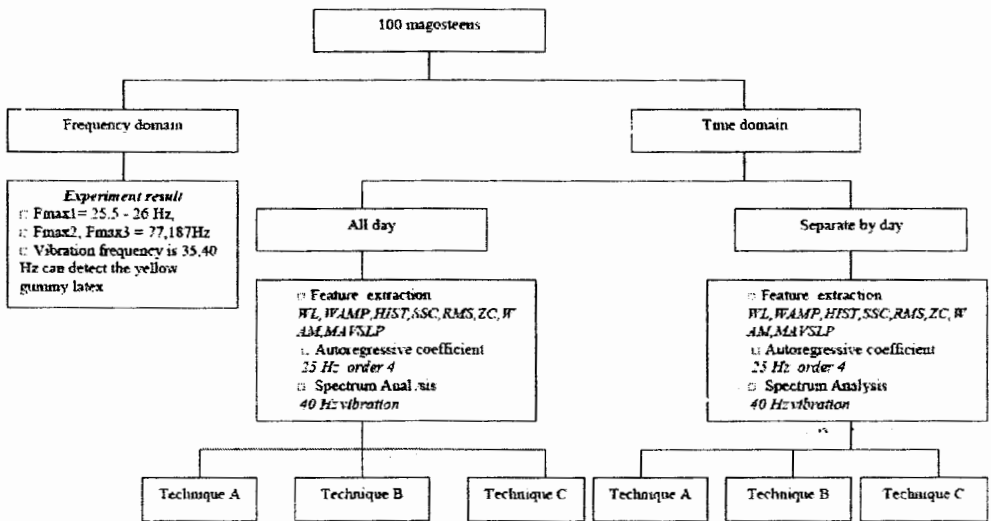 100 magosteens
Frequency domain
Time domain
Experiment result
Fmax1= 25.5 - 26 Hz,
Fmax2, Fmax3 = 77,187Hz
Vibration frequency is 35,40
Hz can detect the yellow
gummy latex
All day
Separate by day
Feature extraction
WL,WAMP,HIST,SSC,RMS,ZC,W
AM,MAVSLP
Autoregressive coefficient
25 Hz order 4
Spectrum Analysis
40 Hz vibration
Feature extraction
WL,WAMP,HIST,SSC,RMS,ZC,W
AM,MAVSLP
Autoregressive coefficient
25 Hz order 4
Spectrum Analysis
40 Hz vibration
Technique A
Technique B
Technique C
Technique A
Technique B
Technique C